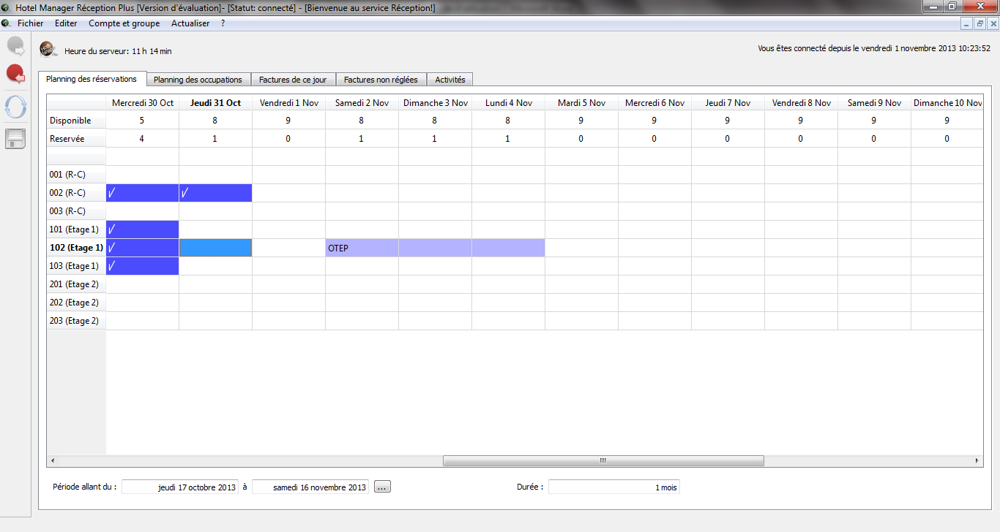 Hotel Manager Réception Plus [Version d'évaluation]- [Statut: connecté] - [Bienvenue au service Réception!]
Fichier Editer Compte et groupe Actualiser ?
Heure du serveur: 11 h 14 min
Vous êtes connecté depuis le vendredi 1 novembre 2013 10:23:52
Planning des réservations Planning des occupations Factures de ce jour Factures non réglées Activités
Mercredi 30 Oct Jeudi 31 Oct Vendredi 1 Nov Samedi 2 Nov Dimanche 3 Nov Lundi 4 Nov Mardi 5 Nov Mercredi 6 Nov Jeudi 7 Nov Vendredi 8 Nov Samedi 9 Nov Dimanche 10 Nov
Disponible 5 8 9 8 8 8 9 9 9 9 9 9
Reservée 4 1 0 1 1 1 0 0 0 0 0 0
001 (R-C)
002 (R-C) √ √
003 (R-C)
101 (Etage 1) √
102 (Etage 1) √ OTEP
103 (Etage 1) √
201 (Etage 2)
202 (Etage 2)
203 (Etage 2)
Période allant du : jeudi 17 octobre 2013 à samedi 16 novembre 2013 ... Durée : 1 mois